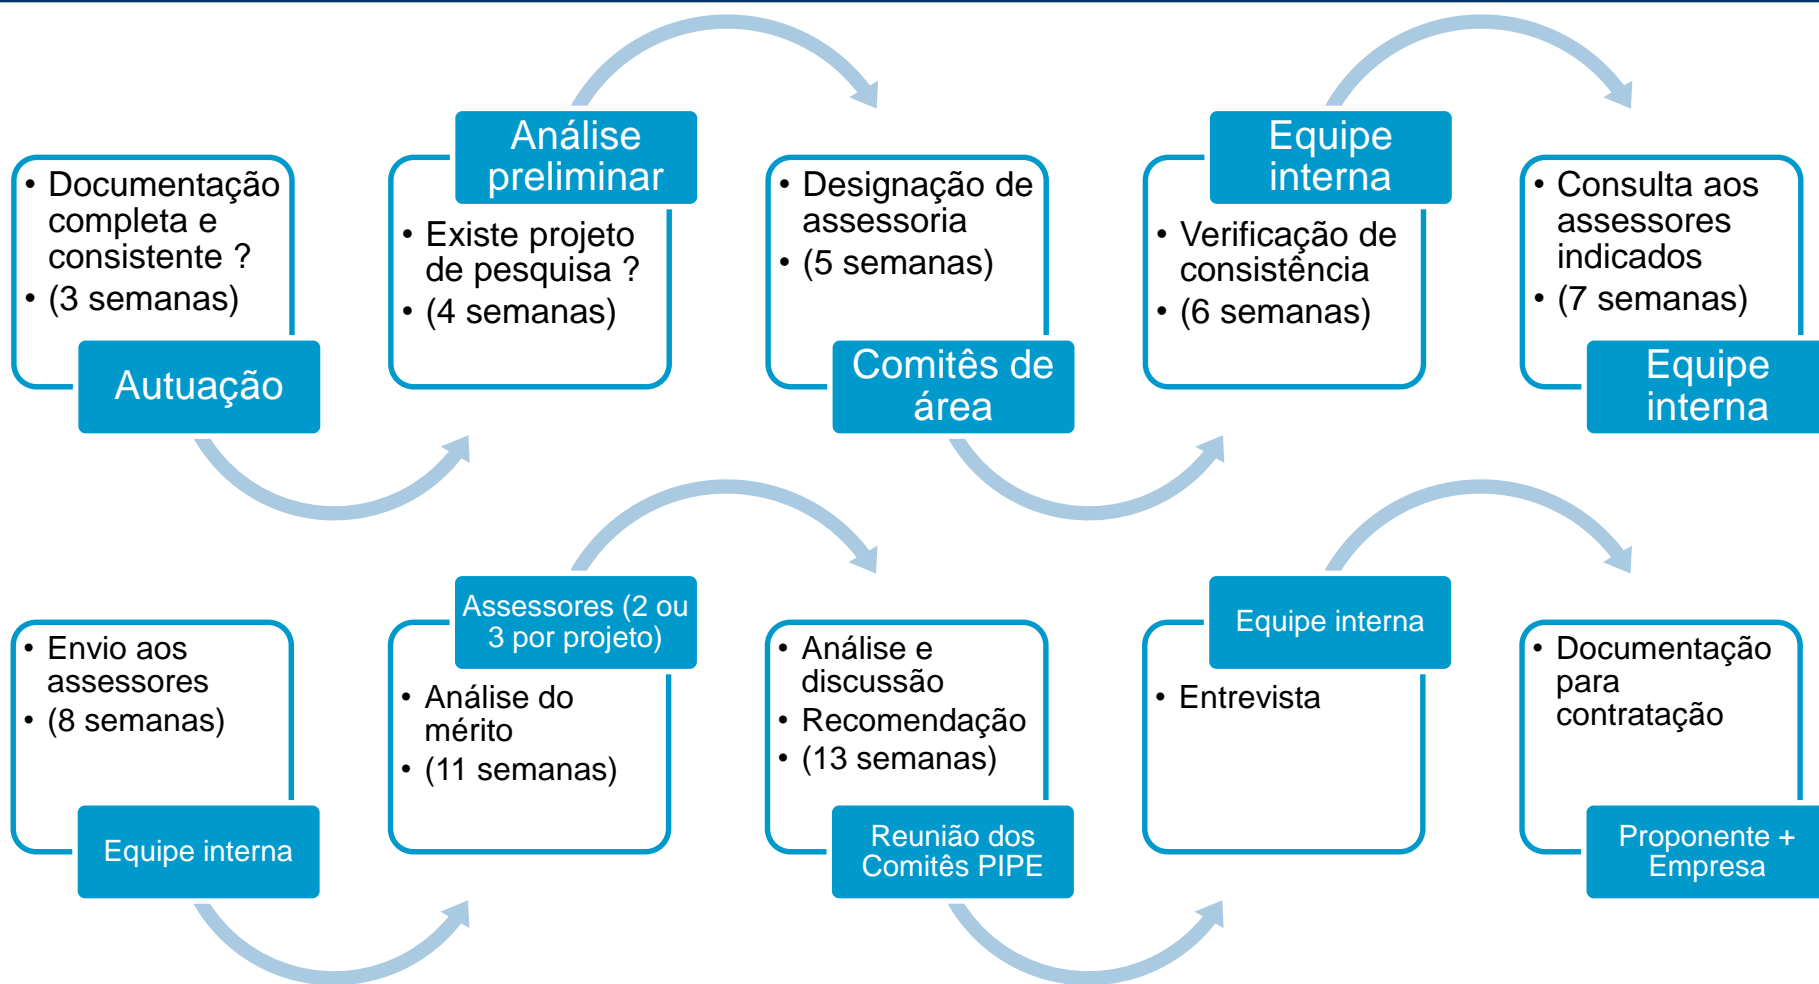 • Documentação
completa e
consistente ?
• (3 semanas)
Autuação
Análise
preliminar
• Existe projeto
de pesquisa ?
• (4 semanas)
• Designação de
assessoria
• (5 semanas)
Comitês de
área
Equipe
interna
• Verificação de
consistência
• (6 semanas)
• Consulta aos
assessores
indicados
• (7 semanas)
Equipe
interna
• Envio aos
assessores
• (8 semanas)
Equipe interna
Assessores (2 ou
3 por projeto)
• Análise do
mérito
• (11 semanas)
• Análise e
discussão
• Recomendação
• (13 semanas)
Reunião dos
Comitês PIPE
Equipe interna
• Entrevista
• Documentação
para
contratação
Proponente +
Empresa